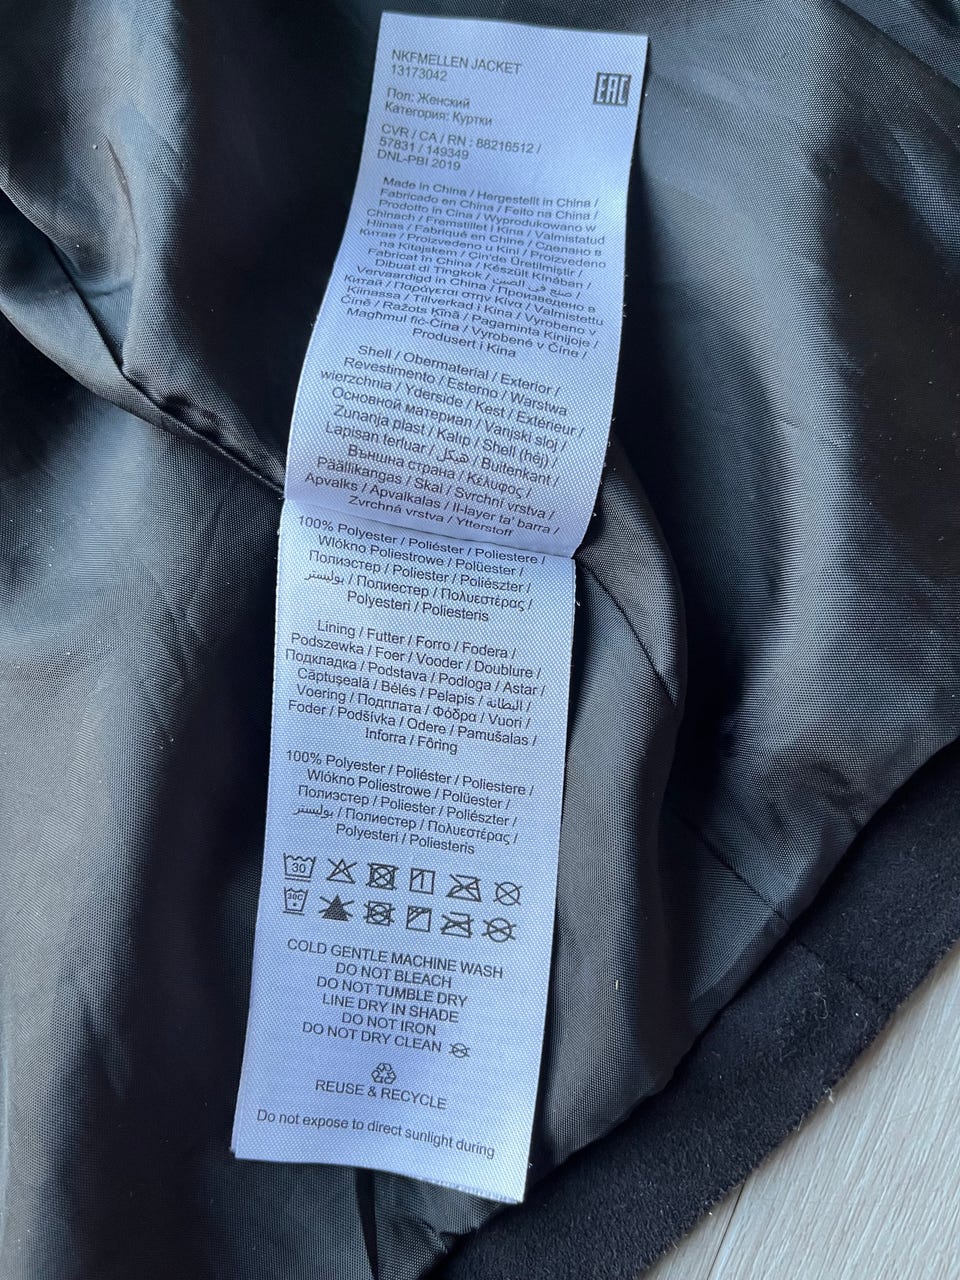 NKFMELLEN JACKET
13173042
EAC
Пол: Женский
Категория: Куртки
CVR / CA / RN : 88216512 /
57831 / 149349
DNL-PBI 2019
Made in China / Hergestellt in China /
Fabricado en China / Feito na China /
Prodotto in Cina / Wyprodukowano w
Chinach / Fremstillet i Kina / Valmistatud
Hiinas / Fabriqué en Chine / Сделано в
Китае / Proizvedeno u Kini / Proizvedeno
na Kitajskem / Çin'de Üretilmiştir /
Fabricat în China / Készült Kínában /
Dibuat di Tingkok / صنع في الصين /
Vervaardigd in China / Произведено в
Китай / Παράγεται στην Κίνα / Valmistettu
Kiinassa / Tillverkad i Kina / Vyrobeno v
Číně / Ražots Ķīnā / Pagaminta Kinijoje /
Magħmul fiċ-Ċina / Vyrobené v Číne /
Produsert i Kina
Shell / Obermaterial / Exterior /
Revestimento / Esterno / Warstwa
wierzchnia / Yderside / Kest / Extérieur /
Основной материал / Vanjski sloj /
Zunanja plast / Kalıp / Shell (héj) /
Lapisan terluar / هيكل / Buitenkant /
Външна страна / Κέλυφος /
Päällikangas / Skal / Svrchní vrstva /
Apvalks / Apvalkalas / Il-layer ta' barra /
Zvrchná vrstva / Ytterstoff
100% Polyester / Poliéster / Poliestere /
Włókno Poliestrowe / Polüester /
Полиэстер / Poliester / Poliészter /
بوليستر / Полиестер / Πολυεστέρας /
Polyesteri / Poliesteris
Lining / Futter / Forro / Fodera /
Podszewka / Foer / Vooder / Doublure /
Подкладка / Podstava / Podloga / Astar /
Căptuşeală / Bélés / Pelapis / البطانة /
Voering / Подплата / Φόδρα / Vuori /
Foder / Podšívka / Odere / Pamušalas /
Inforra / Fôring
100% Polyester / Poliéster / Poliestere /
Włókno Poliestrowe / Polüester /
Полиэстер / Poliester / Poliészter /
بوليستر / Полиестер / Πολυεστέρας /
Polyesteri / Poliesteris
30
30C
COLD GENTLE MACHINE WASH
DO NOT BLEACH
DO NOT TUMBLE DRY
LINE DRY IN SHADE
DO NOT IRON
DO NOT DRY CLEAN
REUSE & RECYCLE
Do not expose to direct sunlight during